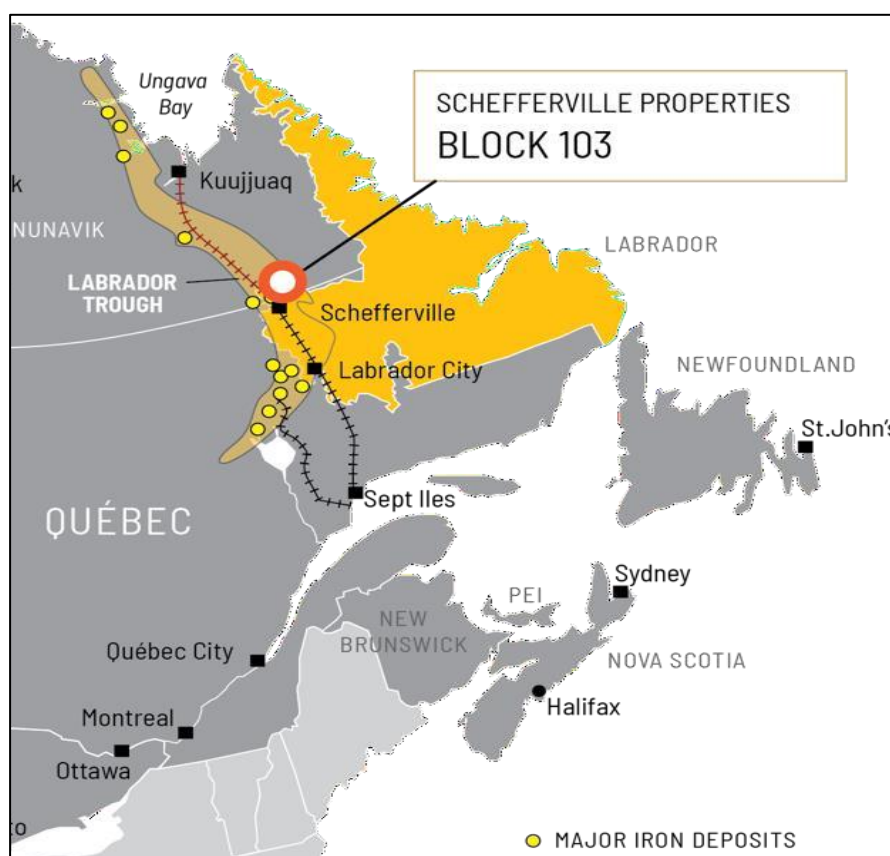 Ungava
Bay
SCHEFFERVILLE PROPERTIES
BLOCK 103
Kuujjuaq
k
NUNAVIK
LABRADOR
LABRADOR
TROUGH
Schefferville
Labrador City
NEWFOUNDLAND
St.John's
Sept Iles
QUÉBEC
Sydney
PEI
NEW
BRUNSWICK
Québec City
NOVA SCOTIA
Halifax
Montreal
Ottawa
to
MAJOR IRON DEPOSITS